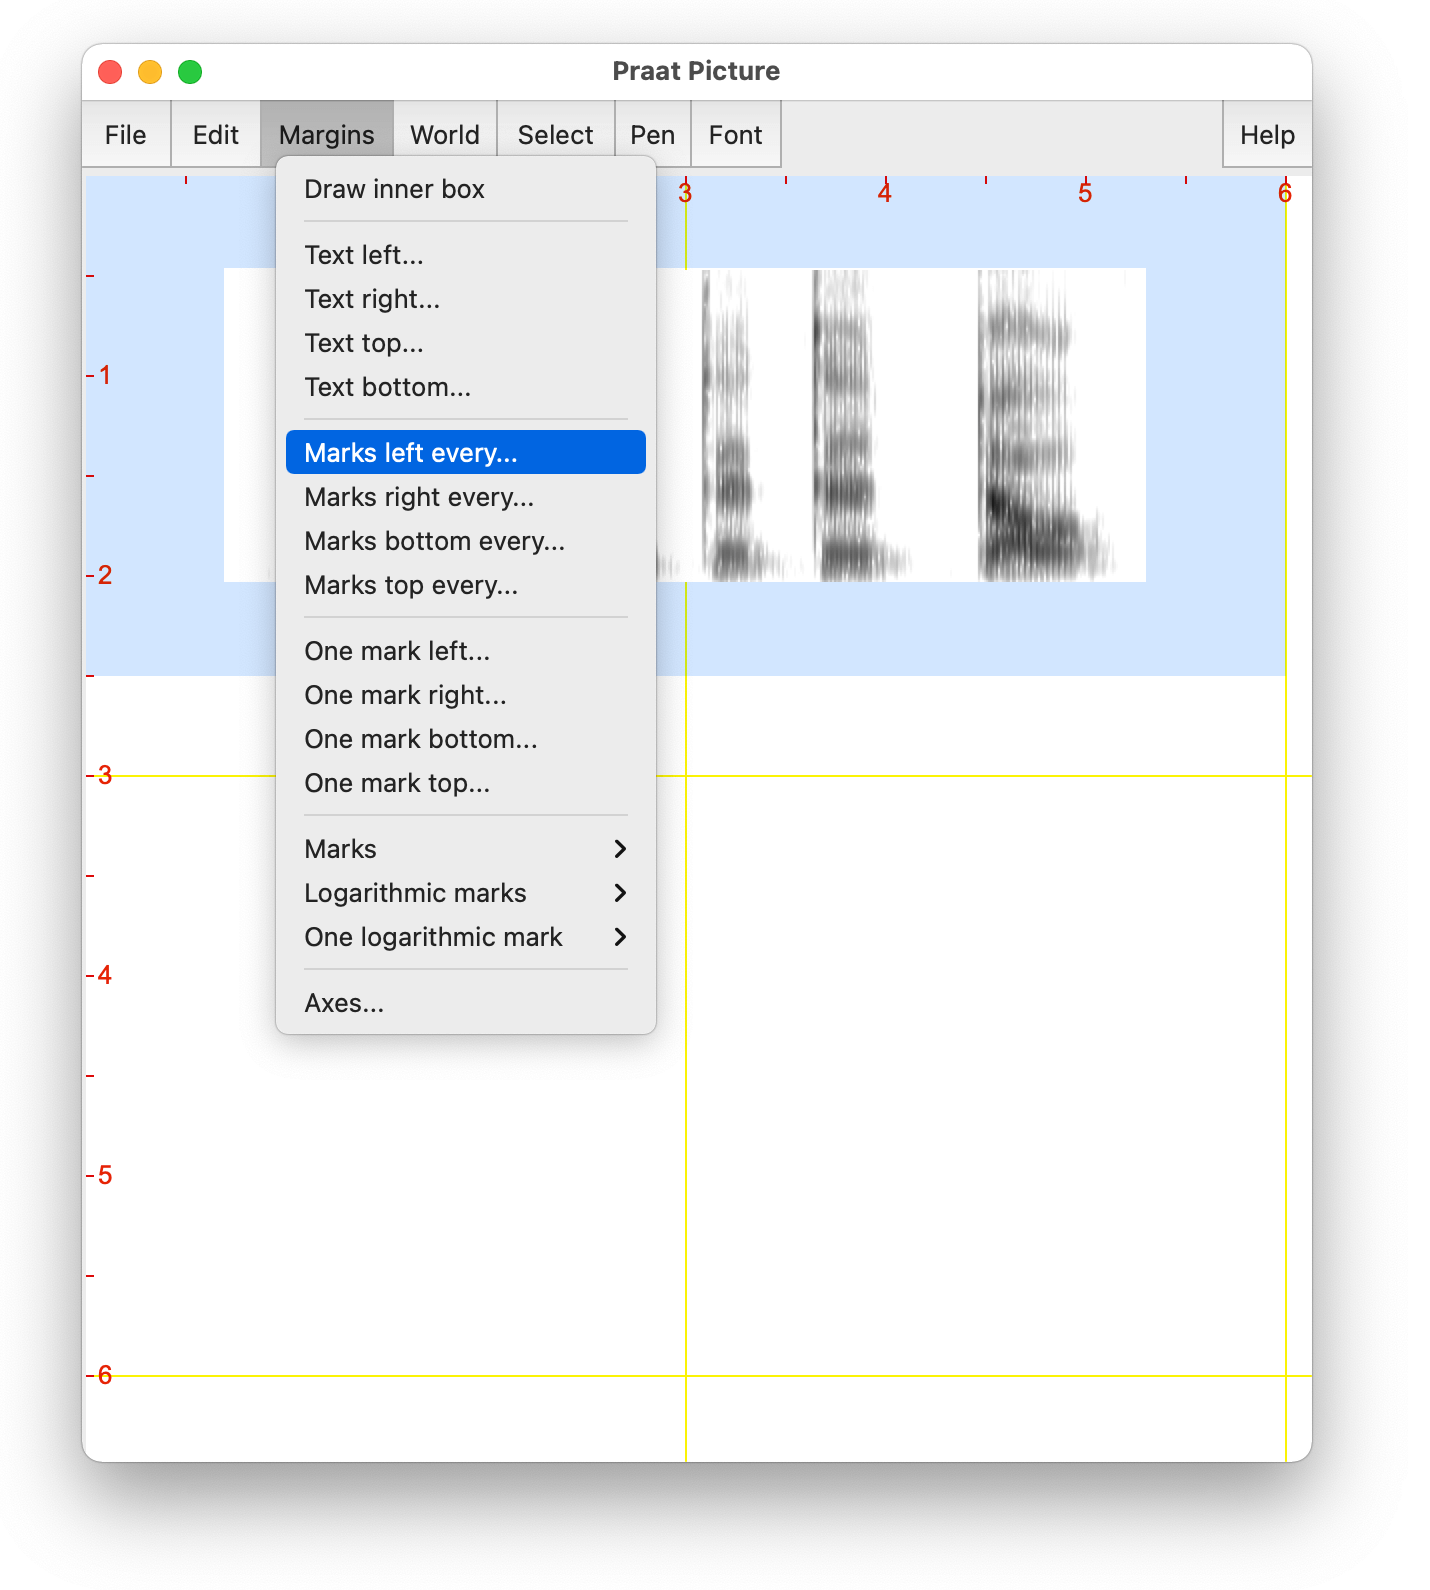 Praat Picture
File Edit Margins World Select Pen Font Help
3 4 5 6
Draw inner box
Text left...
Text right...
Text top...
1
Text bottom...
Marks left every...
Marks right every...
Marks bottom every...
2
Marks top every...
One mark left...
One mark right...
One mark bottom...
3
One mark top...
Marks
Logarithmic marks
One logarithmic mark
4
Axes...
5
6